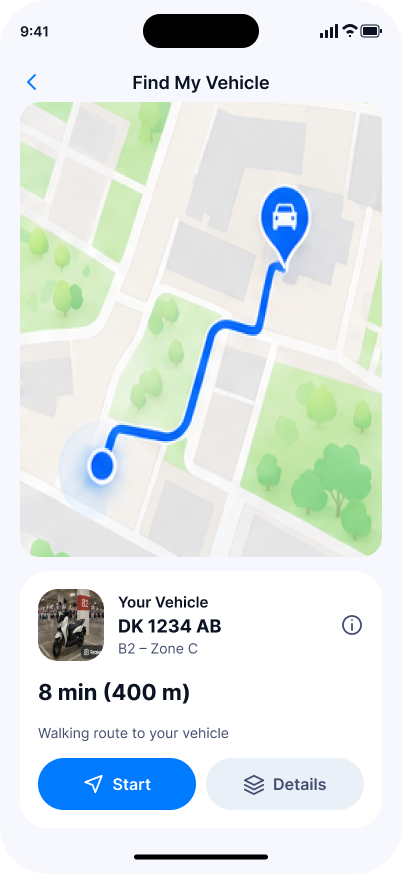 9:41
Find My Vehicle
B2
Your Vehicle
DK 1234 AB
B2 – Zone C
8 min (400 m)
Walking route to your vehicle
Start
Details